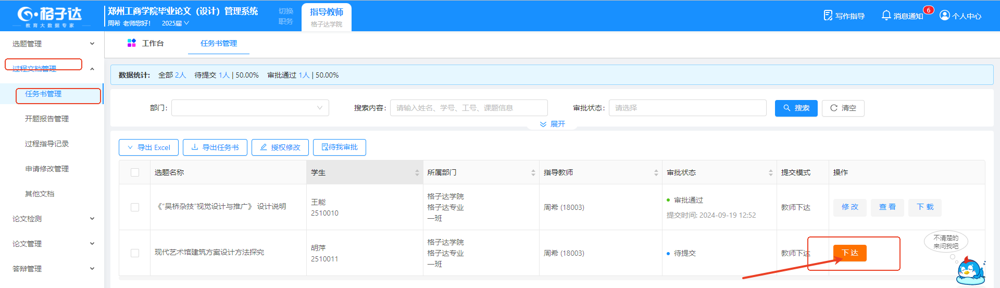 格子达
教育大数据专家
郑州工商学院毕业论文（设计）管理系统
周希 老师您好！ 2025届
切换
职务
指导教师
格子达学院
写作指导
消息通知
6
个人中心
选题管理
过程文档管理
任务书管理
开题报告管理
过程指导记录
申请修改管理
其他文档
论文检测
论文管理
答辩管理
工作台
任务书管理
数据统计: 全部 2人 待提交 1人 | 50.00% 审批通过 1人 | 50.00%
部门:
搜索内容: 请输入姓名、学号、工号、课题信息
审批状态: 请选择
搜索
清空
展开
导出 Excel
导出任务书
授权修改
待我审批
选题名称 学生 所属部门 指导教师 审批状态 提交模式 操作
《“吴桥杂技”视觉设计与推广》 设计说明
王能
2510010
格子达学院
格子达专业
一班
周希 (18003)
审批通过
提交时间: 2024-09-19 12:52
教师下达
修 改 查 看 下 载
现代艺术馆建筑方案设计方法探究
胡萍
2510011
格子达学院
格子达专业
一班
周希 (18003)
待提交
教师下达
下 达
不清楚的
来问我吧